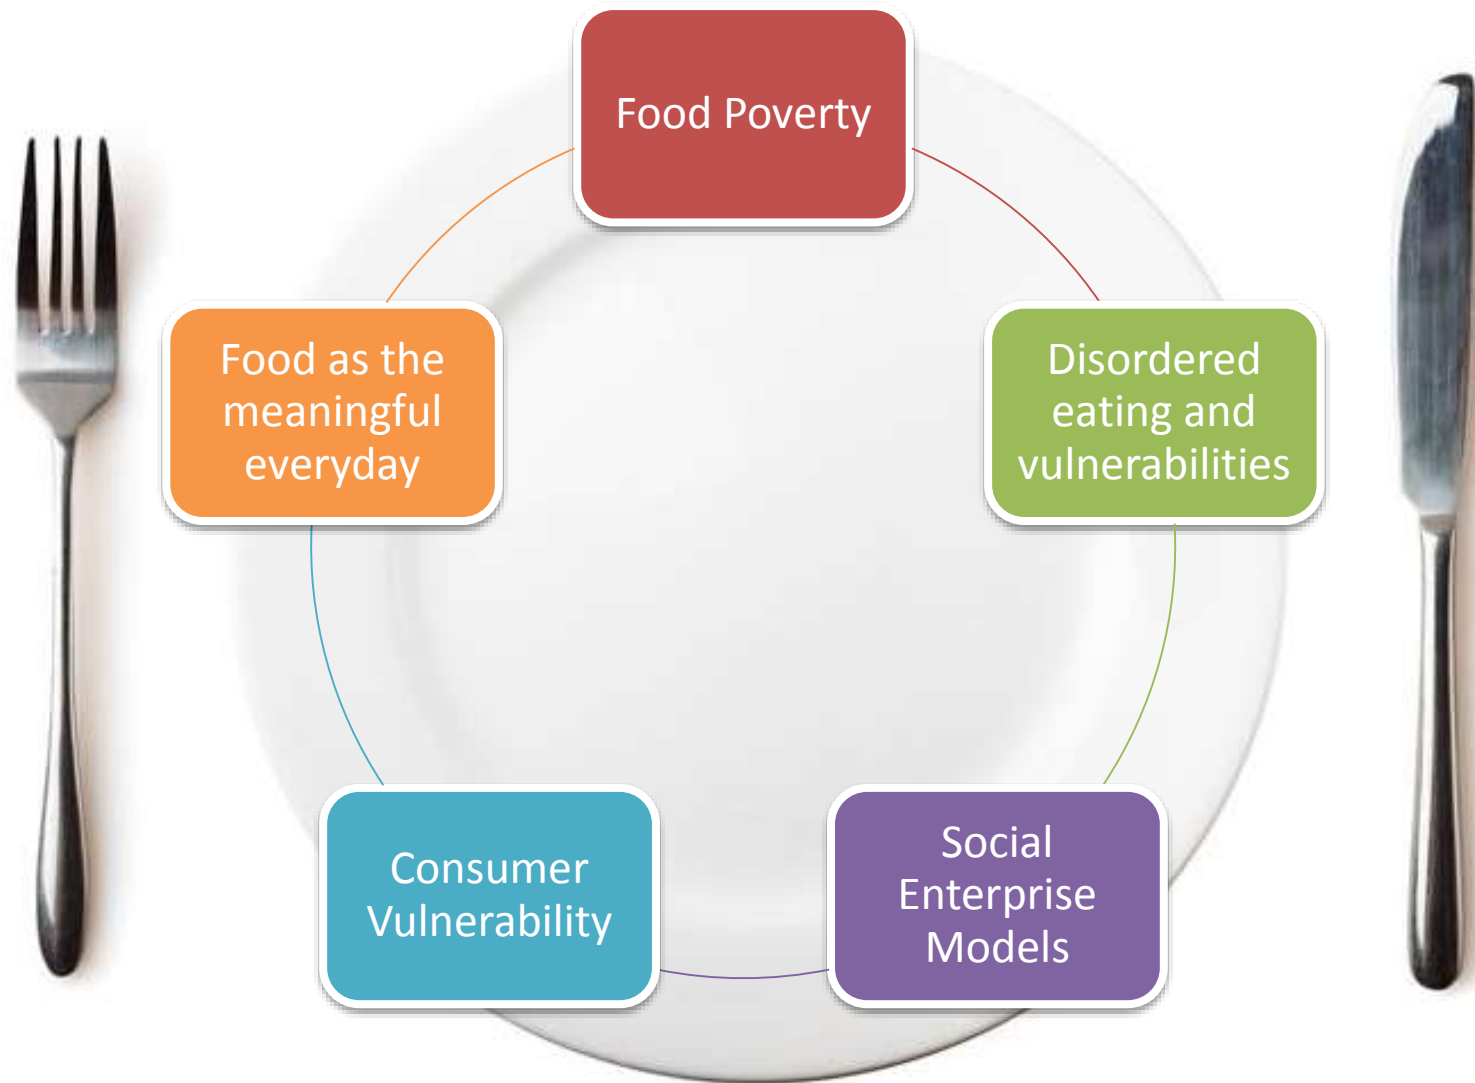 Food Poverty
Food as the
meaningful
everyday
Disordered
eating and
vulnerabilities
Consumer
Vulnerability
Social
Enterprise
Models